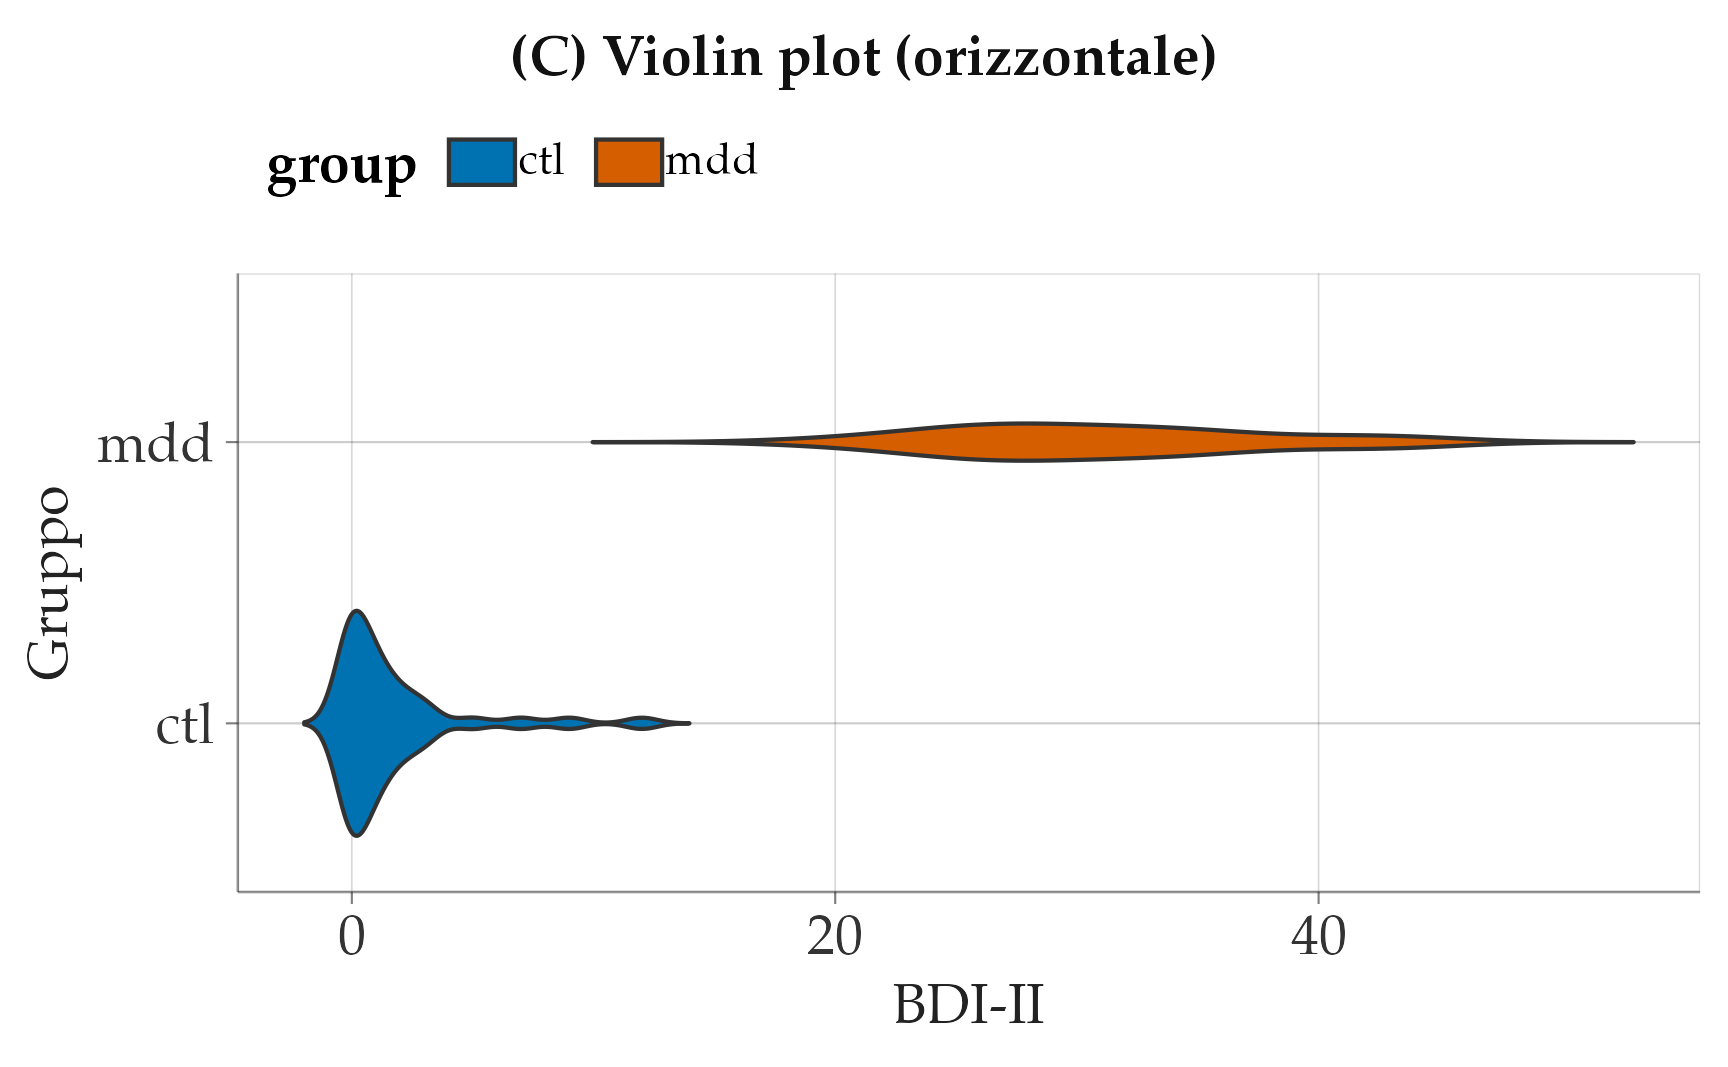 (C) Violin plot (orizzontale)
group ctl mdd
mdd
Gruppo
ctl
0 20 40
BDI-II